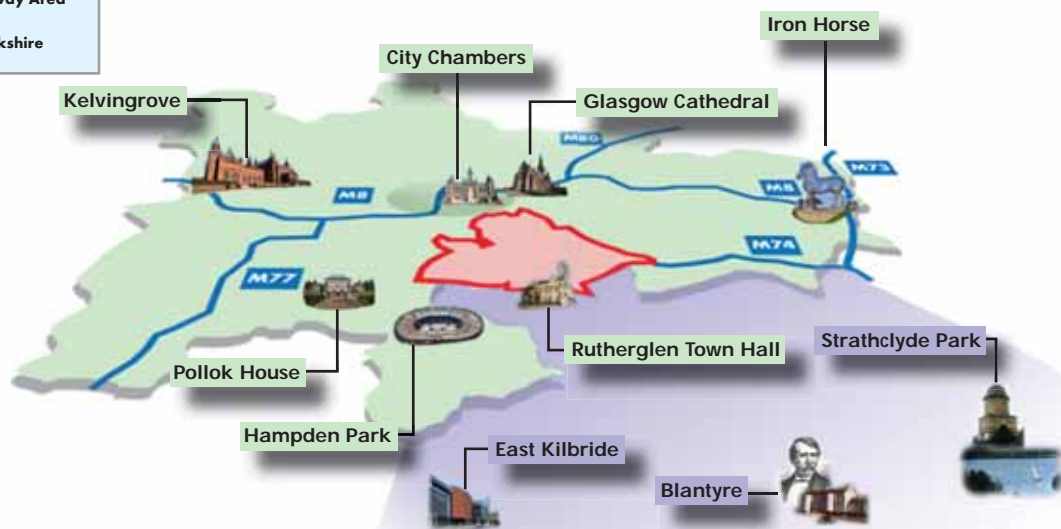 Area
Iron Horse
City Chambers
Kelvingrove
Glasgow Cathedral
M80
M73
M8
M8
M74
M77
Rutherglen Town Hall
Strathclyde Park
Pollok House
Hampden Park
East Kilbride
Blantyre